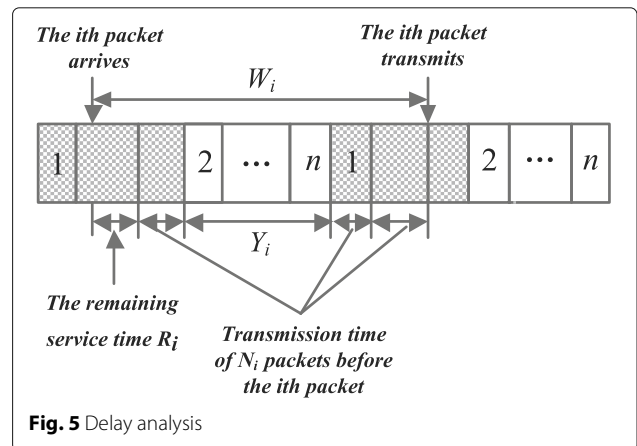 The ith packet
arrives
The ith packet
transmits
W_i
1 2 ··· n 1 2 ··· n
Y_i
The remaining
service time R_i
Transmission time
of N_i packets before
the ith packet
Fig. 5 Delay analysis